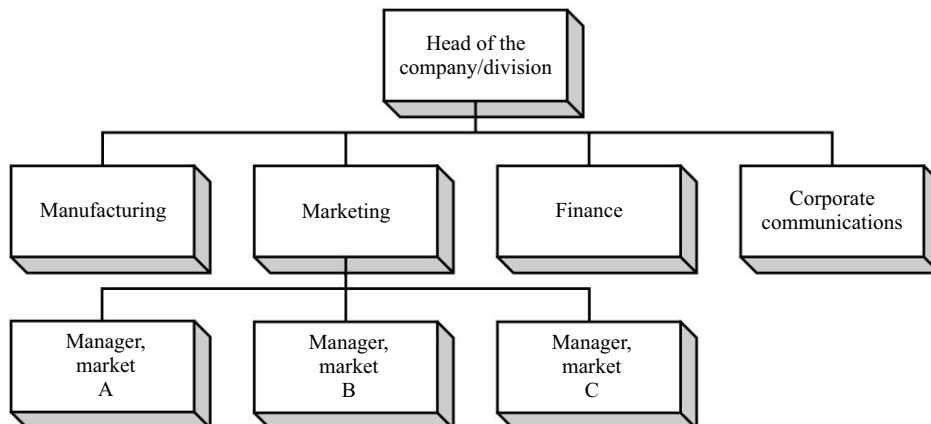 Head of the
company/division
Manufacturing
Marketing
Finance
Corporate
communications
Manager,
market
A
Manager,
market
B
Manager,
market
C